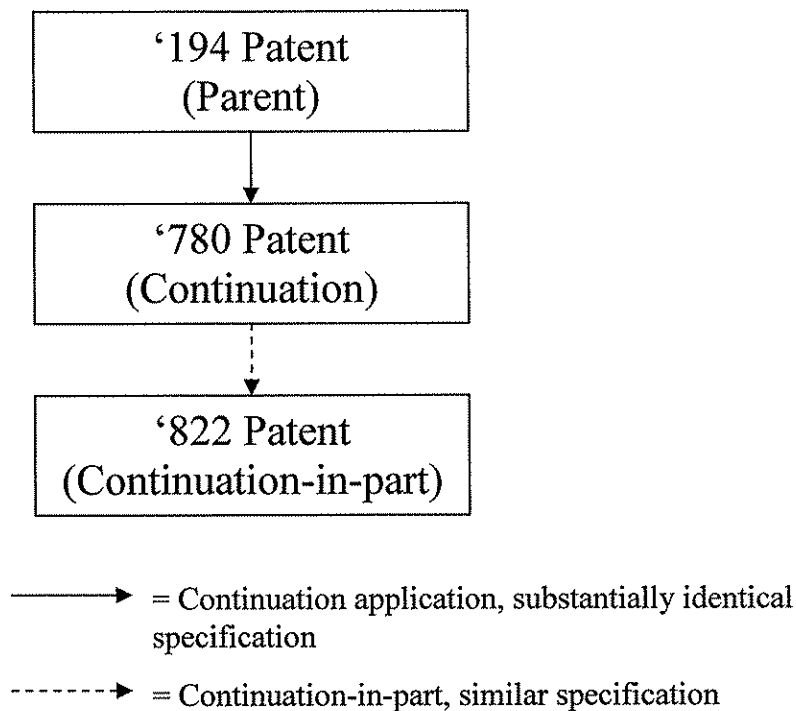 ‘194 Patent
(Parent)
‘780 Patent
(Continuation)
‘822 Patent
(Continuation-in-part)
= Continuation application, substantially identical
specification
= Continuation-in-part, similar specification